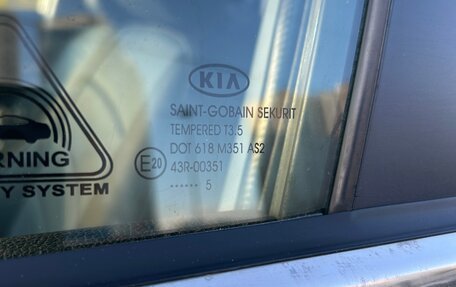 KIA
SAINT-GOBAIN SEKURIT
TEMPERED T3.5
DOT 618 M351 AS2
E20 43R-00351
...... 5
RNING
Y SYSTEM